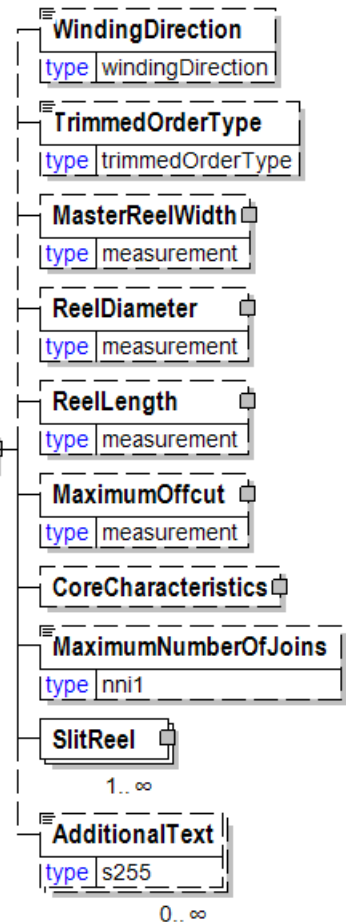 WindingDirection
type windingDirection
TrimmedOrderType
type trimmedOrderType
MasterReelWidth
type measurement
ReelDiameter
type measurement
ReelLength
type measurement
MaximumOffcut
type measurement
CoreCharacteristics
MaximumNumberOfJoins
type nni1
SlitReel
1.. ∞
AdditionalText
type s255
0.. ∞